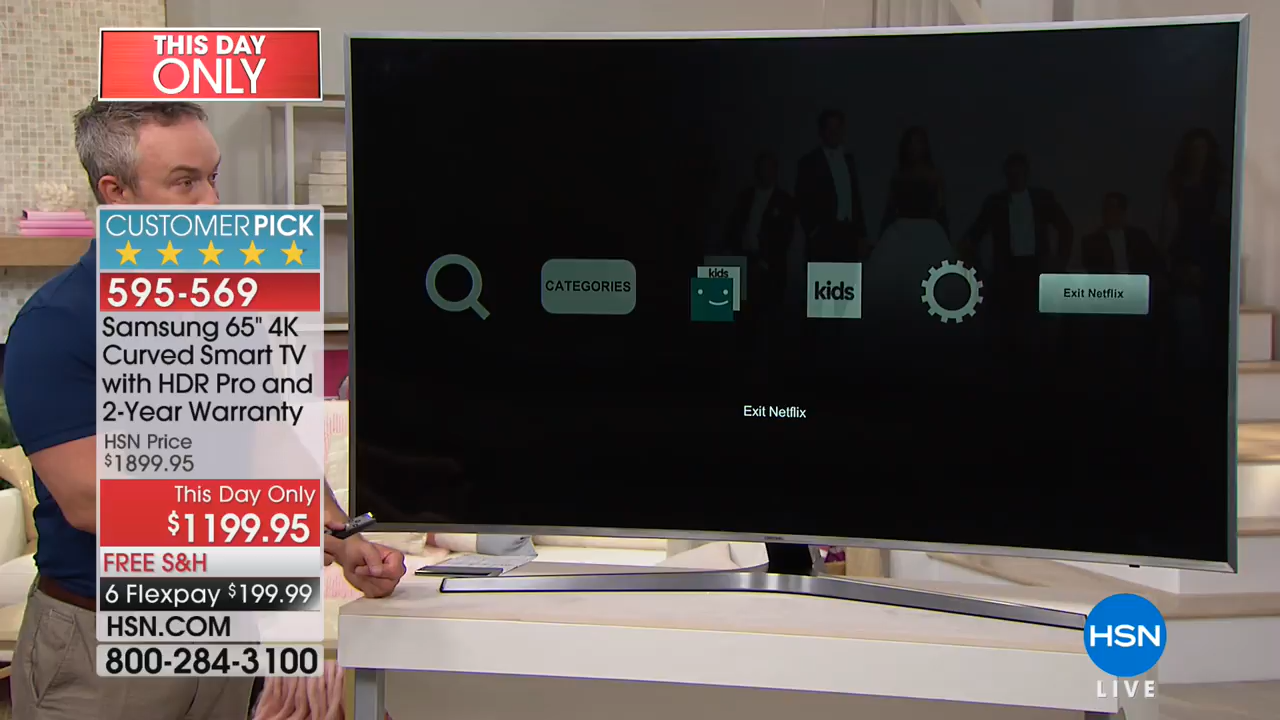 THIS DAY
ONLY
CUSTOMER PICK
595-569
Samsung 65" 4K
Curved Smart TV
with HDR Pro and
2-Year Warranty
HSN Price
$1899.95
This Day Only
$1199.95
FREE S&H
6 Flexpay $199.99
HSN.COM
800-284-3100
CATEGORIES
kids
kids
Exit Netflix
Exit Netflix
HSN
LIVE